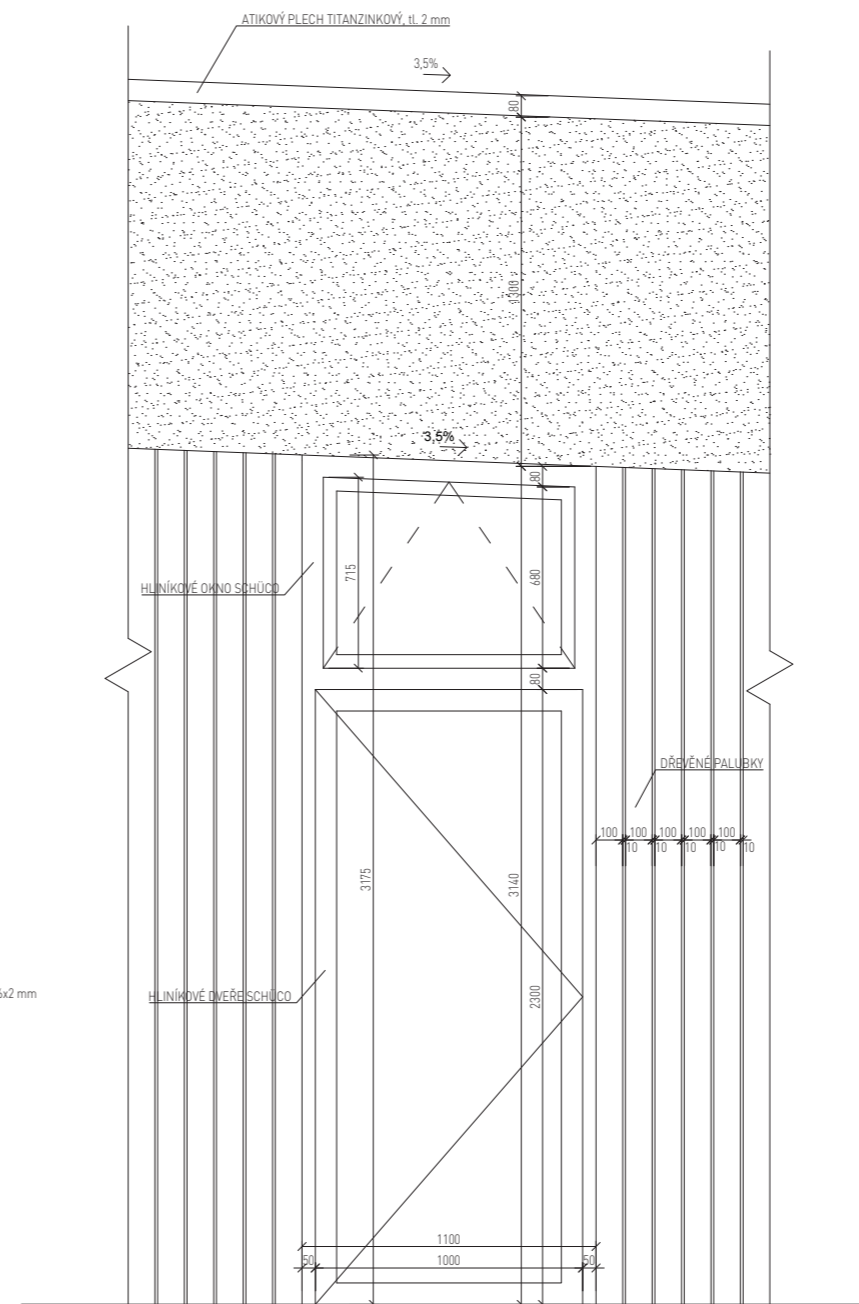 ATIKOVÝ PLECH TITANZINKOVÝ, tl. 2 mm
3,5%
80
1300
3,5%
80
715
680
HLINÍKOVÉ OKNO SCHÜCO
80
DŘEVĚNÉ PALUBKY
100 100 100 100 100
10 10 10 10 10
3175
3140
2300
6x2 mm
HLINÍKOVÉ DVEŘE SCHÜCO
1100
50 1000 50